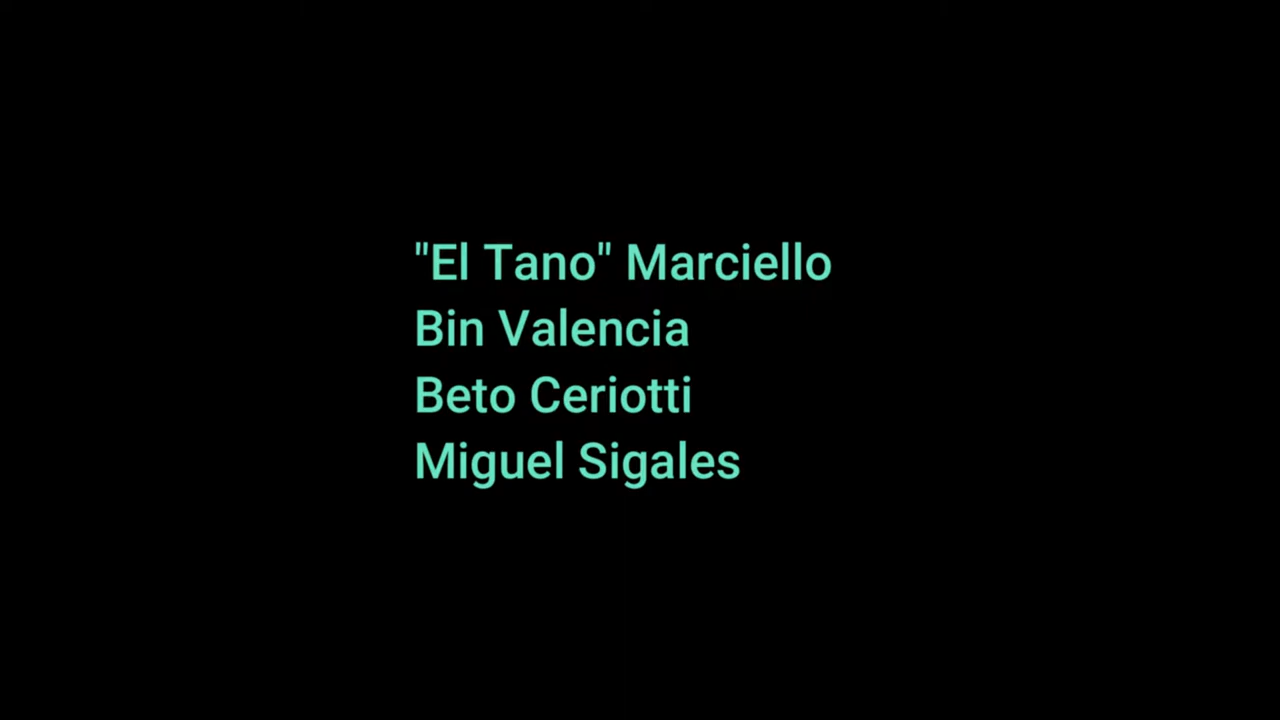 "El Tano" Marciello
Bin Valencia
Beto Ceriotti
Miguel Sigales